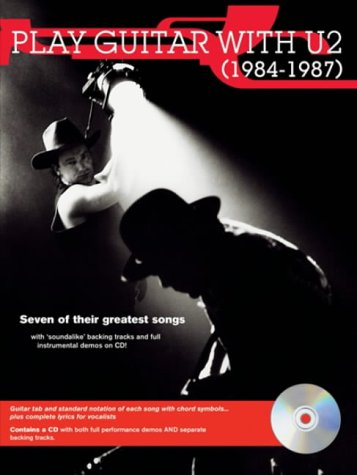 PLAY GUITAR WITH U2
(1984-1987)
Seven of their greatest songs
with 'soundalike' backing tracks and full
instrumental demos on CD!
Guitar tab and standard notation of each song with chord symbols...
plus complete lyrics for vocalists
Contains a CD with both full performance demos AND separate
backing tracks.